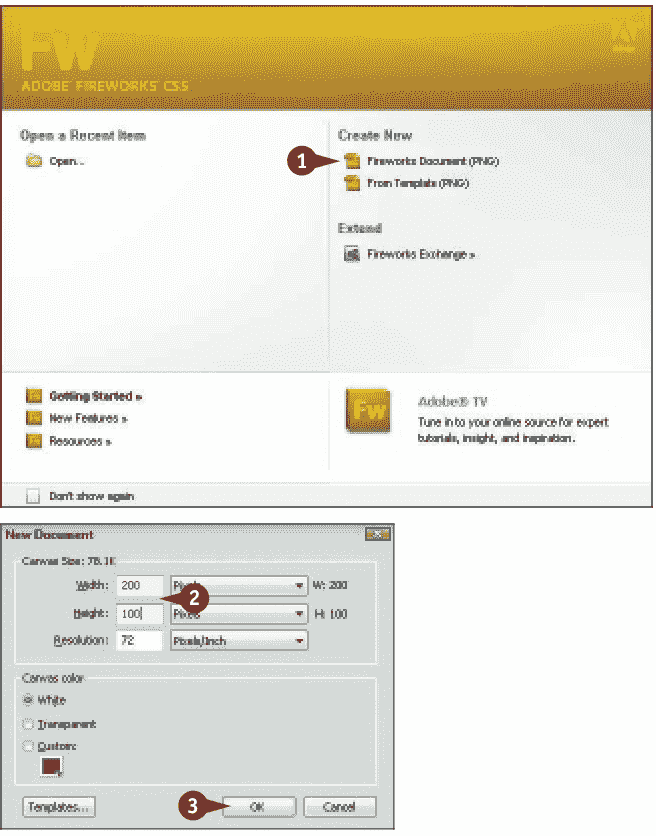 FW
ADOBE FIREWORKS CS5
Open a Recent Item
Open...
Create New
1
Fireworks Document (PNG)
From Template (PNG)
Extend
Fireworks Exchange »
Getting Started »
New Features »
Resources »
Fw
Adobe® TV
Tune in to your online source for expert
tutorials, insight, and inspiration.
Don't show again
New Document
Canvas Size: 78.1K
Width: 200 Pixels W: 200
2
Height: 100 Pixels H: 100
Resolution: 72 Pixels/Inch
Canvas color
White
Transparent
Custom:
Templates... 3 OK Cancel